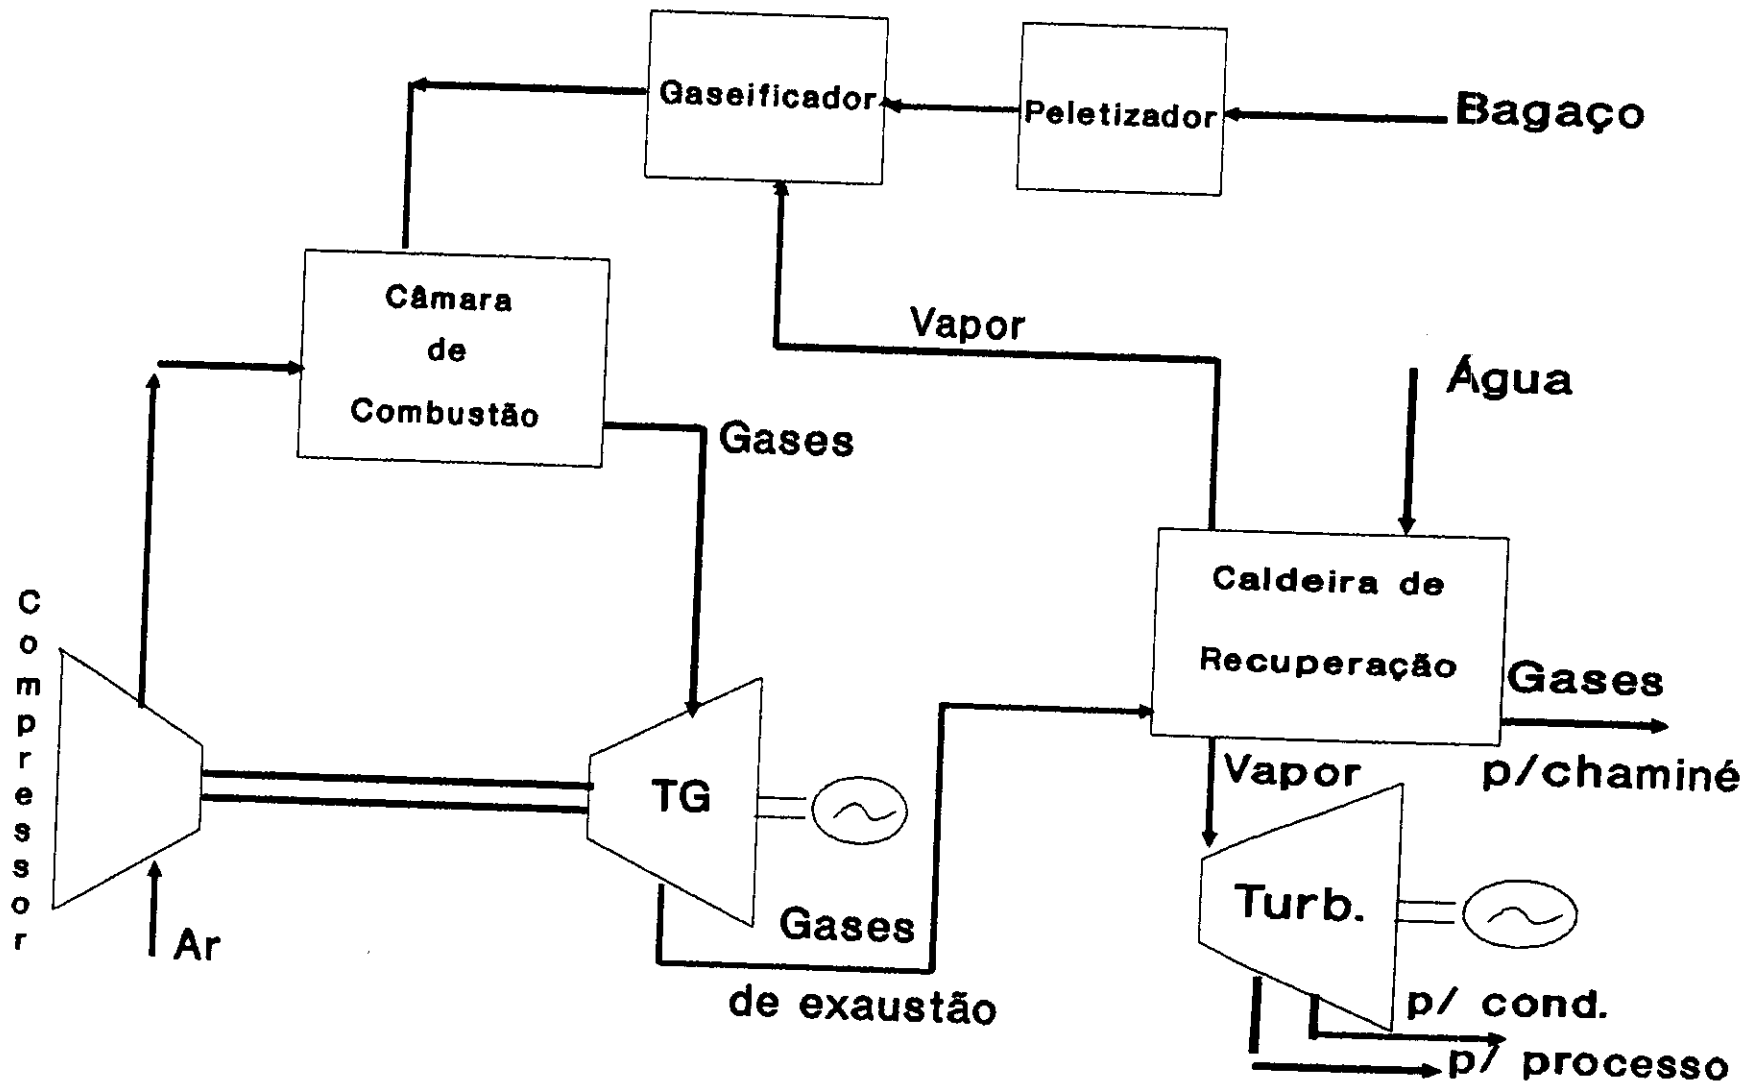 Gaseificador
Peletizador
Bagaço
Câmara
de
Combustão
Vapor
Água
Gases
Caldeira de
Recuperação
Compressor
Gases
p/chaminé
Vapor
TG
Turb.
Ar
Gases
de exaustão
p/ cond.
p/ processo